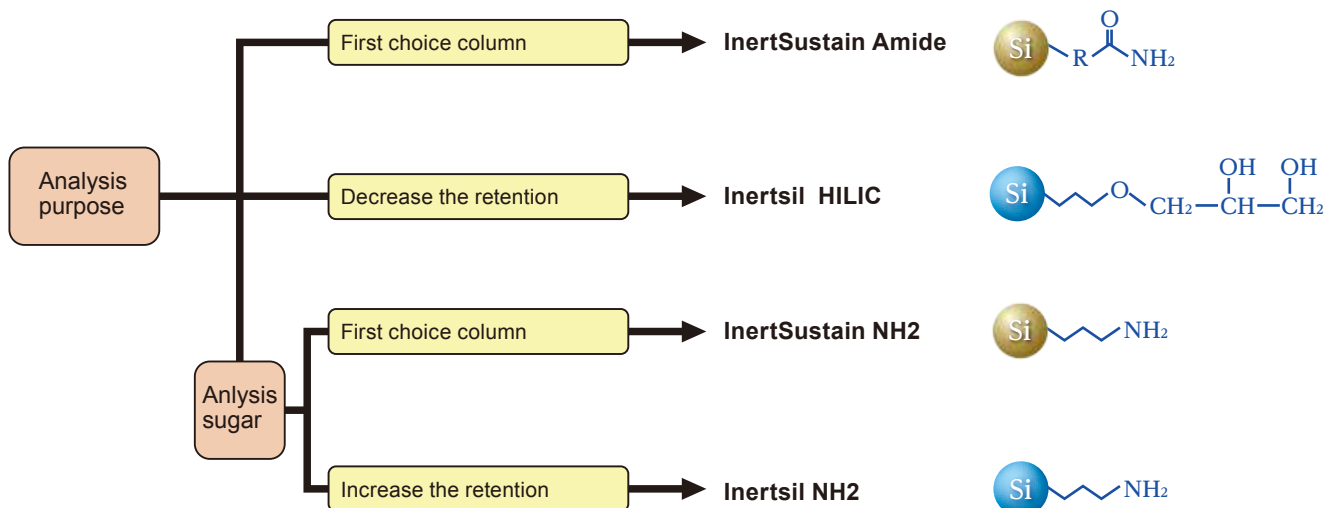 First choice column
InertSustain Amide
Si
R
O
NH2
Analysis
purpose
Decrease the retention
Inertsil  HILIC
Si
O
CH2
OH
CH
OH
CH2
First choice column
InertSustain NH2
Si
NH2
Anlysis
sugar
Increase the retention
Inertsil NH2
Si
NH2